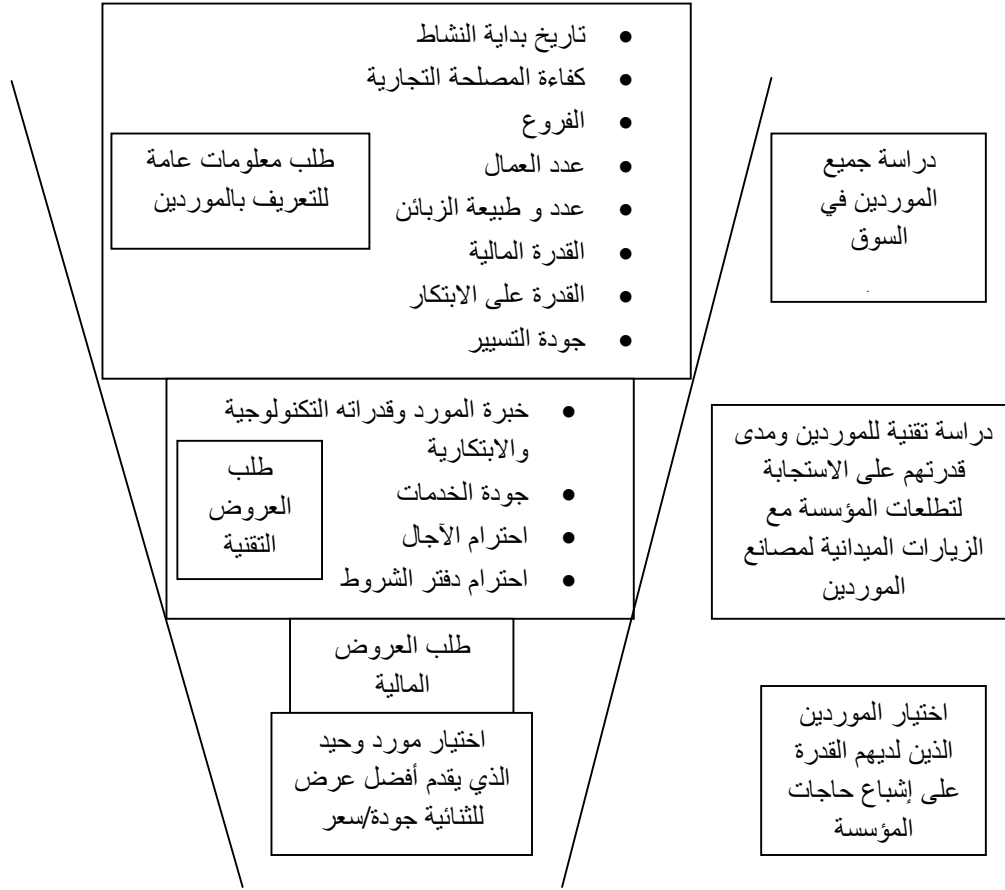 • تاريخ بداية النشاط
• كفاءة المصلحة التجارية
• الفروع
• عدد العمال
• عدد و طبيعة الزبائن
• القدرة المالية
• القدرة على الابتكار
• جودة التسيير
طلب معلومات عامة
للتعريف بالموردين
دراسة جميع
الموردين في
السوق
.
• خبرة المورد وقدراته التكنولوجية
والابتكارية
• جودة الخدمات
• احترام الآجال
• احترام دفتر الشروط
طلب
العروض
التقنية
دراسة تقنية للموردين ومدى
قدرتهم على الاستجابة
لتطلعات المؤسسة مع
الزيارات الميدانية لمصانع
الموردين
طلب العروض
المالية
اختيار مورد وحيد
الذي يقدم أفضل عرض
للثنائية جودة/سعر
اختيار الموردين
الذين لديهم القدرة
على إشباع حاجات
المؤسسة